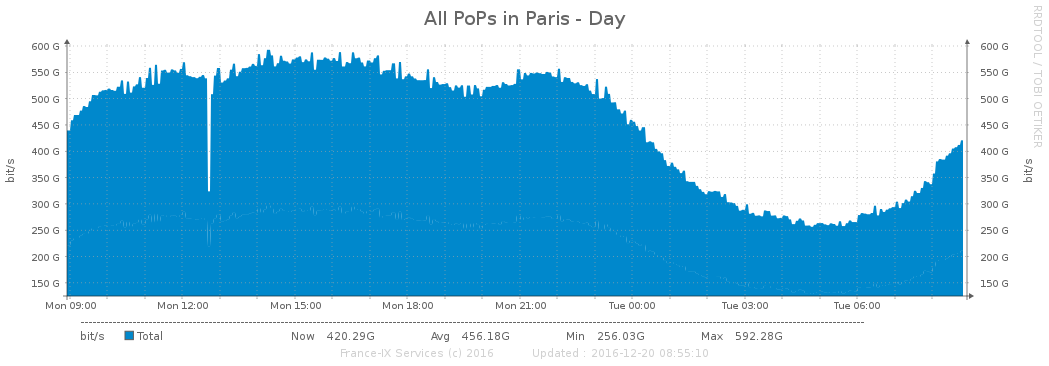 All PoPs in Paris - Day
RRDTOOL / TOBI OETIKER
bit/s
600 G 600 G
550 G 550 G
500 G 500 G
450 G 450 G
400 G 400 G
350 G 350 G
300 G 300 G
250 G 250 G
200 G 200 G
150 G 150 G
bit/s
Mon 09:00 Mon 12:00 Mon 15:00 Mon 18:00 Mon 21:00 Tue 00:00 Tue 03:00 Tue 06:00
bit/s Total Now 420.29G Avg 456.18G Min 256.03G Max 592.28G
France-IX Services (c) 2016 Updated : 2016-12-20 08:55:10